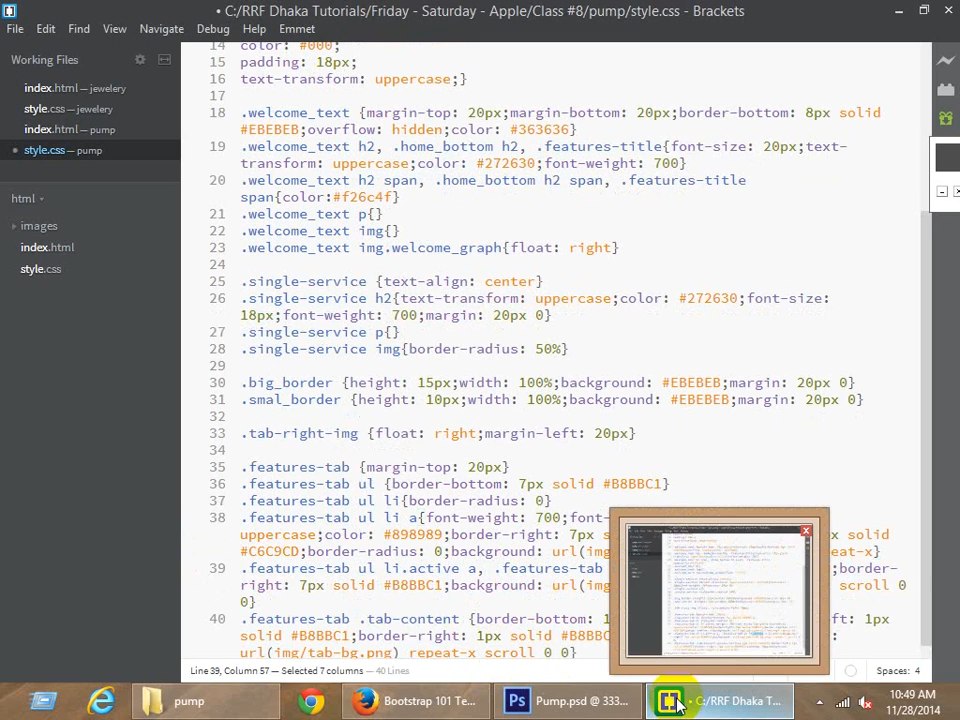 • C:/RRF Dhaka Tutorials/Friday - Saturday - Apple/Class #8/pump/style.css - Brackets
File Edit Find View Navigate Debug Help Emmet
Working Files
index.html — jewelery
style.css — jewelery
index.html — pump
style.css — pump
html
images
index.html
style.css
14 color: #000;
15 padding: 18px;
16 text-transform: uppercase;}
17
18 .welcome_text {margin-top: 20px;margin-bottom: 20px;border-bottom: 8px solid
#EBEBEB;overflow: hidden;color: #363636}
19 .welcome_text h2, .home_bottom h2, .features-title{font-size: 20px;text-
transform: uppercase;color: #272630;font-weight: 700}
20 .welcome_text h2 span, .home_bottom h2 span, .features-title
span{color:#f26c4f}
21 .welcome_text p{}
22 .welcome_text img{}
23 .welcome_text img.welcome_graph{float: right}
24
25 .single-service {text-align: center}
26 .single-service h2{text-transform: uppercase;color: #272630;font-size:
18px;font-weight: 700;margin: 20px 0}
27 .single-service p{}
28 .single-service img{border-radius: 50%}
29
30 .big_border {height: 15px;width: 100%;background: #EBEBEB;margin: 20px 0}
31 .smal_border {height: 10px;width: 100%;background: #EBEBEB;margin: 20px 0}
32
33 .tab-right-img {float: right;margin-left: 20px}
34
35 .features-tab {margin-top: 20px}
36 .features-tab ul {border-bottom: 7px solid #B8BBC1}
37 .features-tab ul li{border-radius: 0}
38 .features-tab ul li a{font-weight: 700;font-
uppercase;color: #898989;border-right: 7px
#C6C9CD;border-radius: 0;background: url(img
repeat-x}
39 .features-tab ul li.active a, .features-tab border-
right: 7px solid #B8BBC1;background: url(img scroll 0
0}
40 .features-tab .tab-content {border-bottom: 1 left: 1px
solid #B8BBC1;border-right: 1px solid #B8BBC
url(img/tab-bg.png) repeat-x scroll 0 0}
Line 39, Column 57 — Selected 7 columns — 40 Lines
Spaces: 4
pump
Bootstrap 101 Te...
Ps Pump.psd @ 333...
• C:/RRF Dhaka T...
10:49 AM
11/28/2014